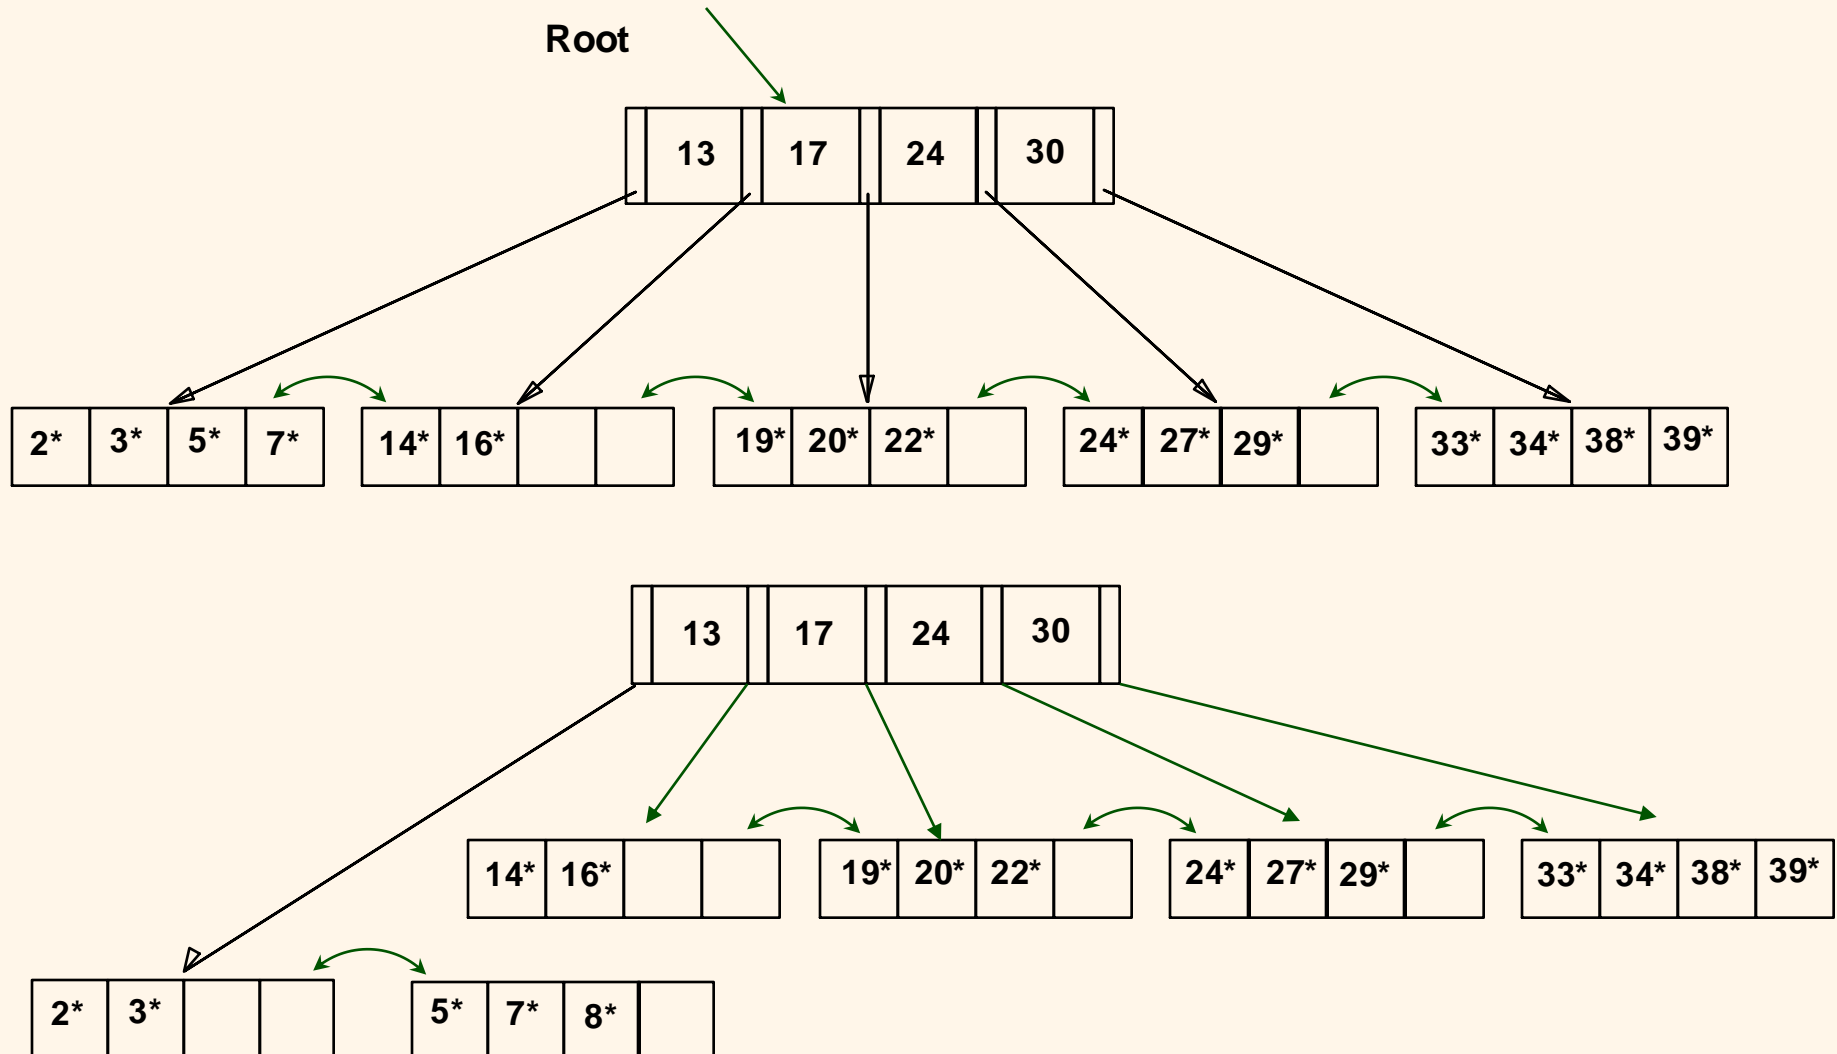 Root
13 17 24 30
2* 3* 5* 7* 14* 16* 19* 20* 22* 24* 27* 29* 33* 34* 38* 39*
13 17 24 30
14* 16* 19* 20* 22* 24* 27* 29* 33* 34* 38* 39*
2* 3* 5* 7* 8*